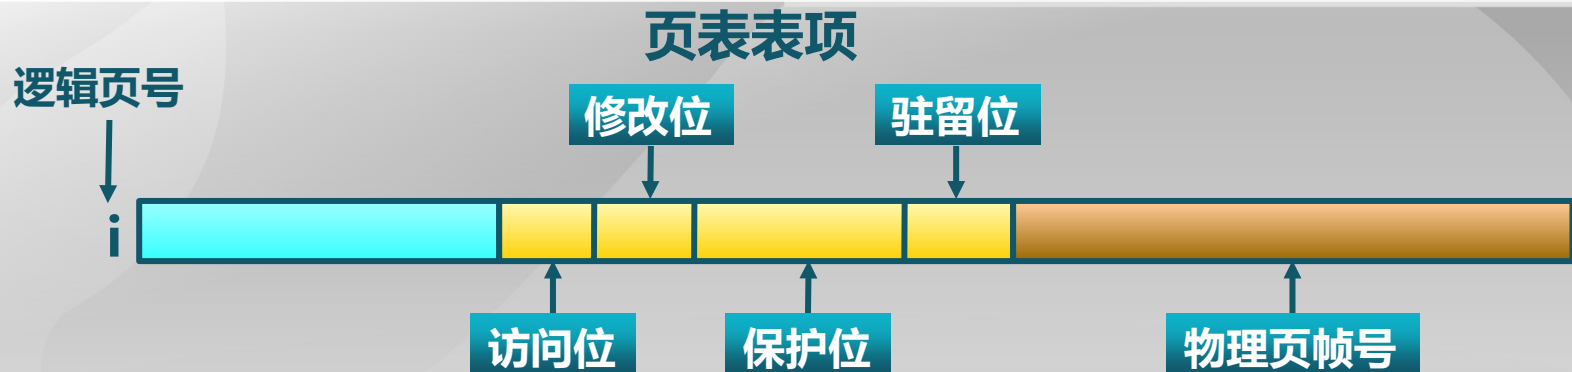 页表表项
逻辑页号
修改位
驻留位
i
访问位
保护位
物理页帧号